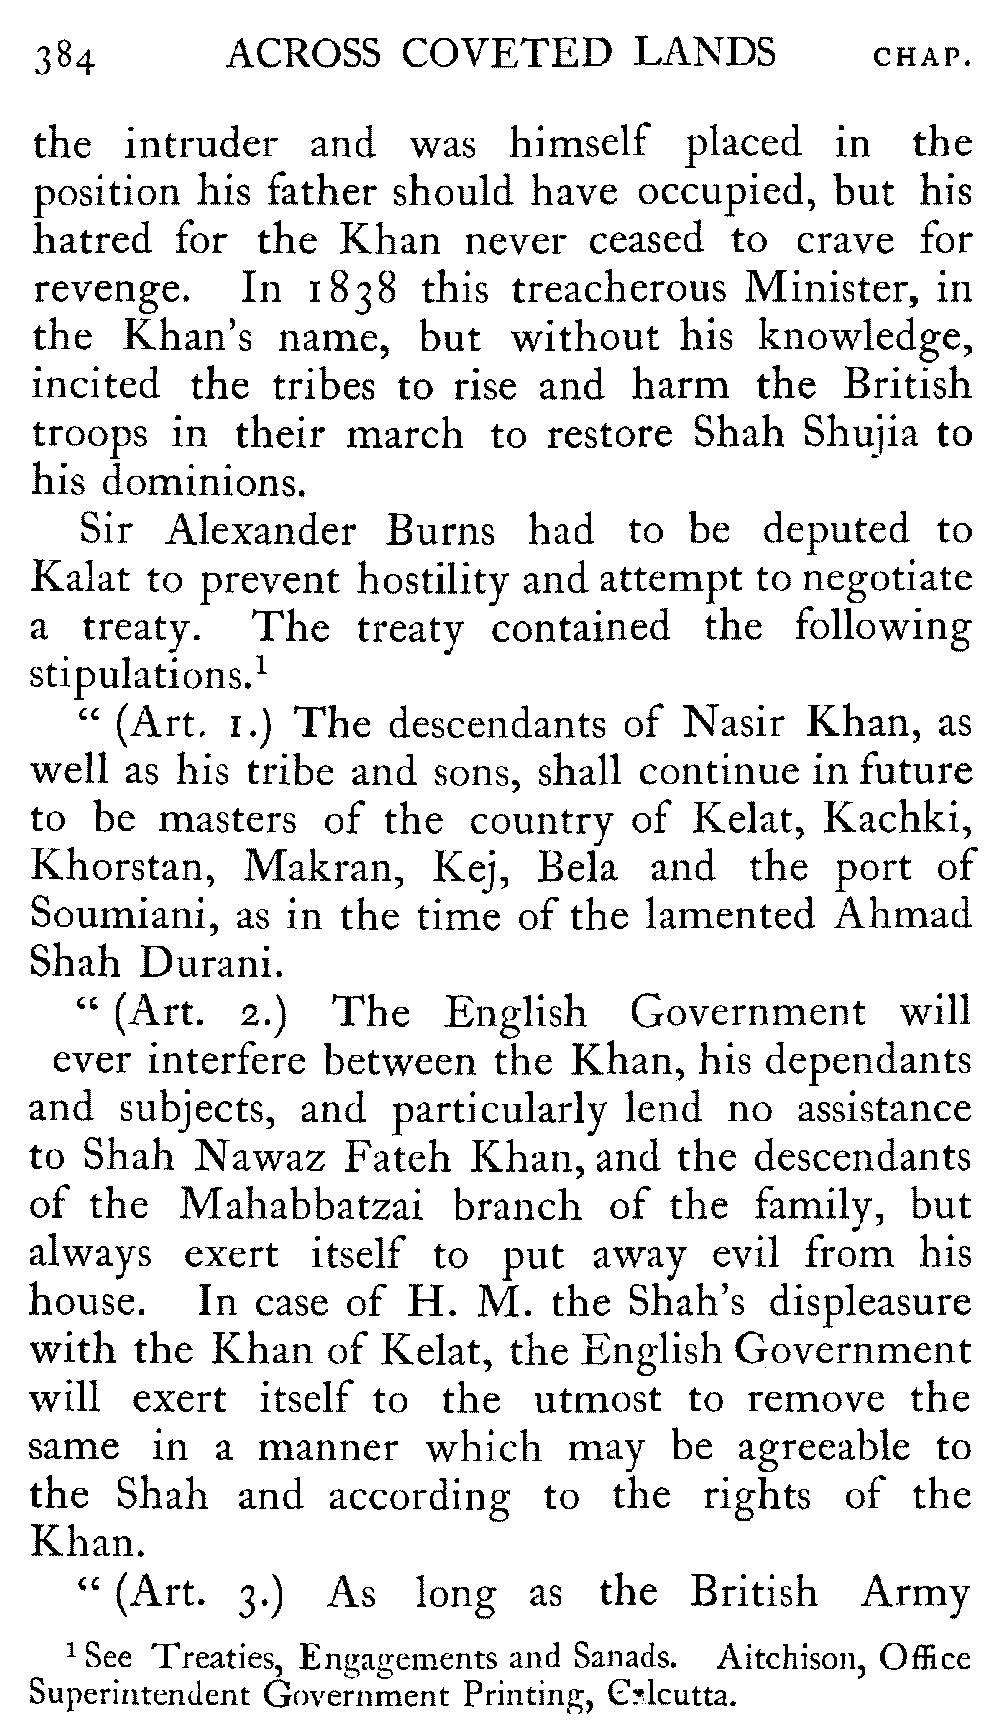 384 ACROSS COVETED LANDS CHAP.
the intruder and was himself placed in the
position his father should have occupied, but his
hatred for the Khan never ceased to crave for
revenge. In 1838 this treacherous Minister, in
the Khan's name, but without his knowledge,
incited the tribes to rise and harm the British
troops in their march to restore Shah Shujia to
his dominions.
Sir Alexander Burns had to be deputed to
Kalat to prevent hostility and attempt to negotiate
a treaty. The treaty contained the following
stipulations.¹
“ (Art. 1.) The descendants of Nasir Khan, as
well as his tribe and sons, shall continue in future
to be masters of the country of Kelat, Kachki,
Khorstan, Makran, Kej, Bela and the port of
Soumiani, as in the time of the lamented Ahmad
Shah Durani.
“ (Art. 2.) The English Government will
ever interfere between the Khan, his dependants
and subjects, and particularly lend no assistance
to Shah Nawaz Fateh Khan, and the descendants
of the Mahabbatzai branch of the family, but
always exert itself to put away evil from his
house. In case of H. M. the Shah's displeasure
with the Khan of Kelat, the English Government
will exert itself to the utmost to remove the
same in a manner which may be agreeable to
the Shah and according to the rights of the
Khan.
“ (Art. 3.) As long as the British Army
¹ See Treaties, Engagements and Sanads. Aitchison, Office
Superintendent Government Printing, Calcutta.